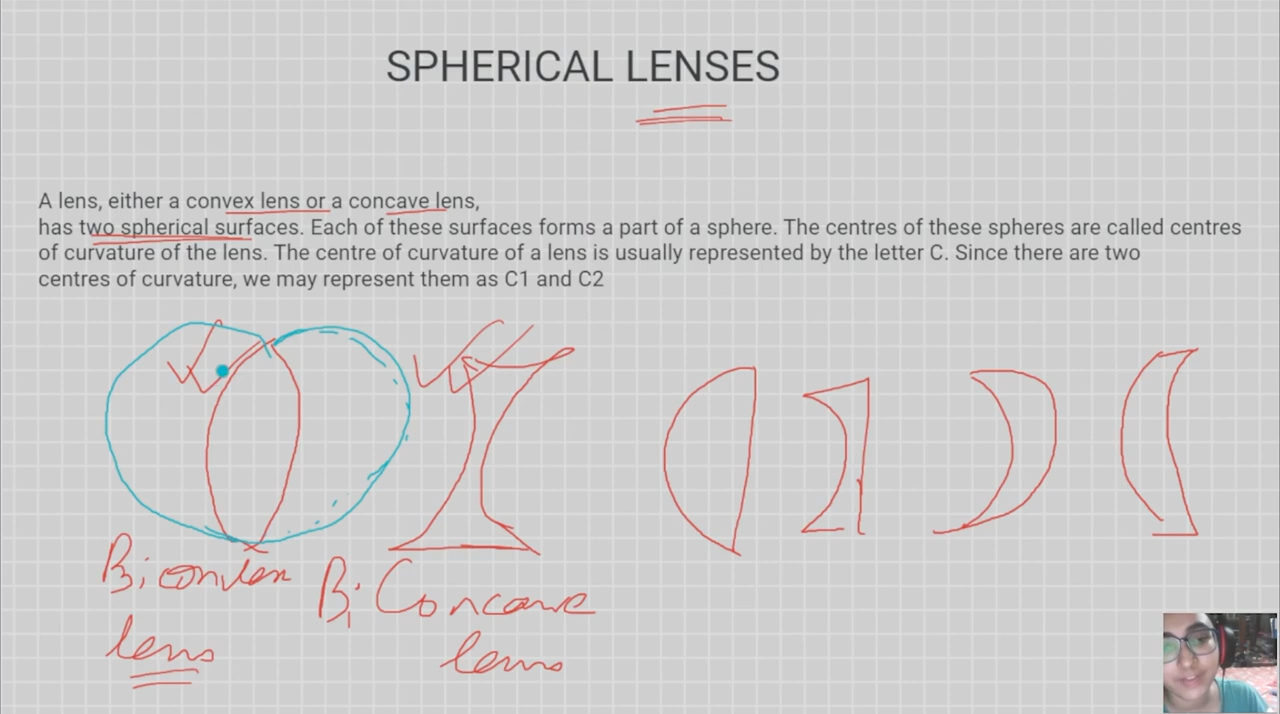 SPHERICAL LENSES
A lens, either a convex lens or a concave lens,
has two spherical surfaces. Each of these surfaces forms a part of a sphere. The centres of these spheres are called centres
of curvature of the lens. The centre of curvature of a lens is usually represented by the letter C. Since there are two
centres of curvature, we may represent them as C1 and C2
Biconvex
lens
Bi Concave
lens